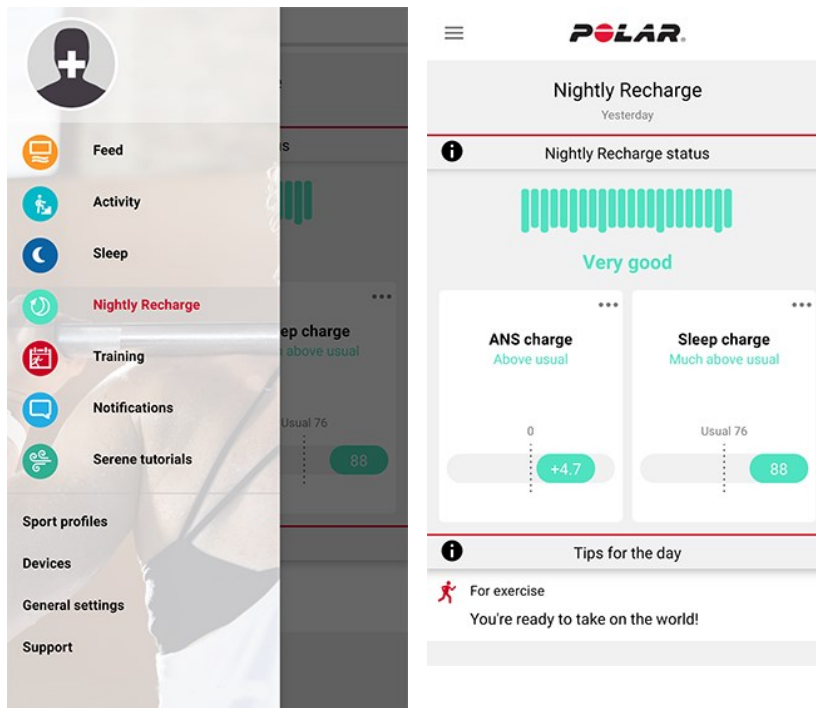 Feed
Activity
Sleep
Nightly Recharge
Training
Notifications
Serene tutorials
Sport profiles
Devices
General settings
Support
s
ep charge
above usual
Usual 76
88
POLAR.
Nightly Recharge
Yesterday
Nightly Recharge status
Very good
ANS charge
Above usual
0
+4.7
Sleep charge
Much above usual
Usual 76
88
Tips for the day
For exercise
You're ready to take on the world!